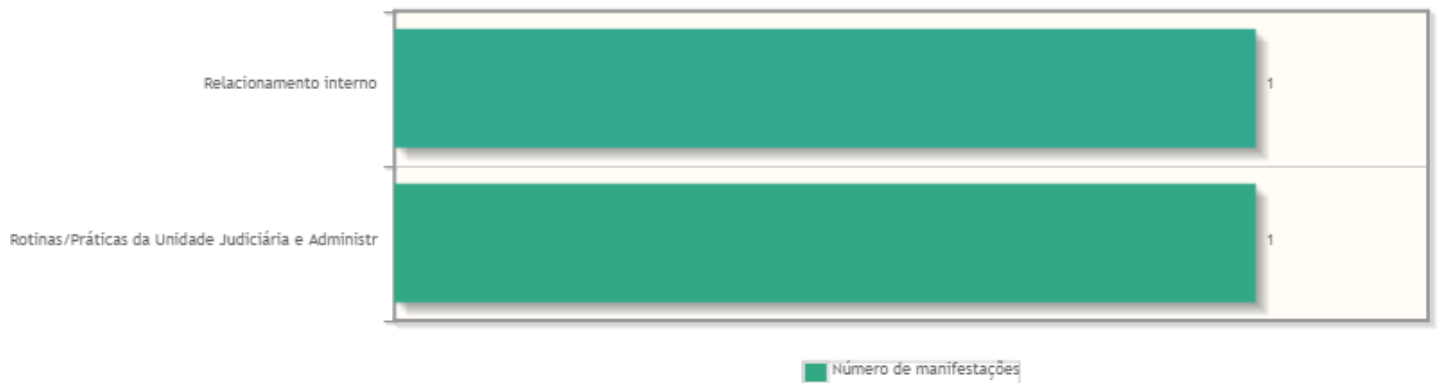 Relacionamento interno
1
Rotinas/Práticas da Unidade Judiciária e Administr
1
Número de manifestações